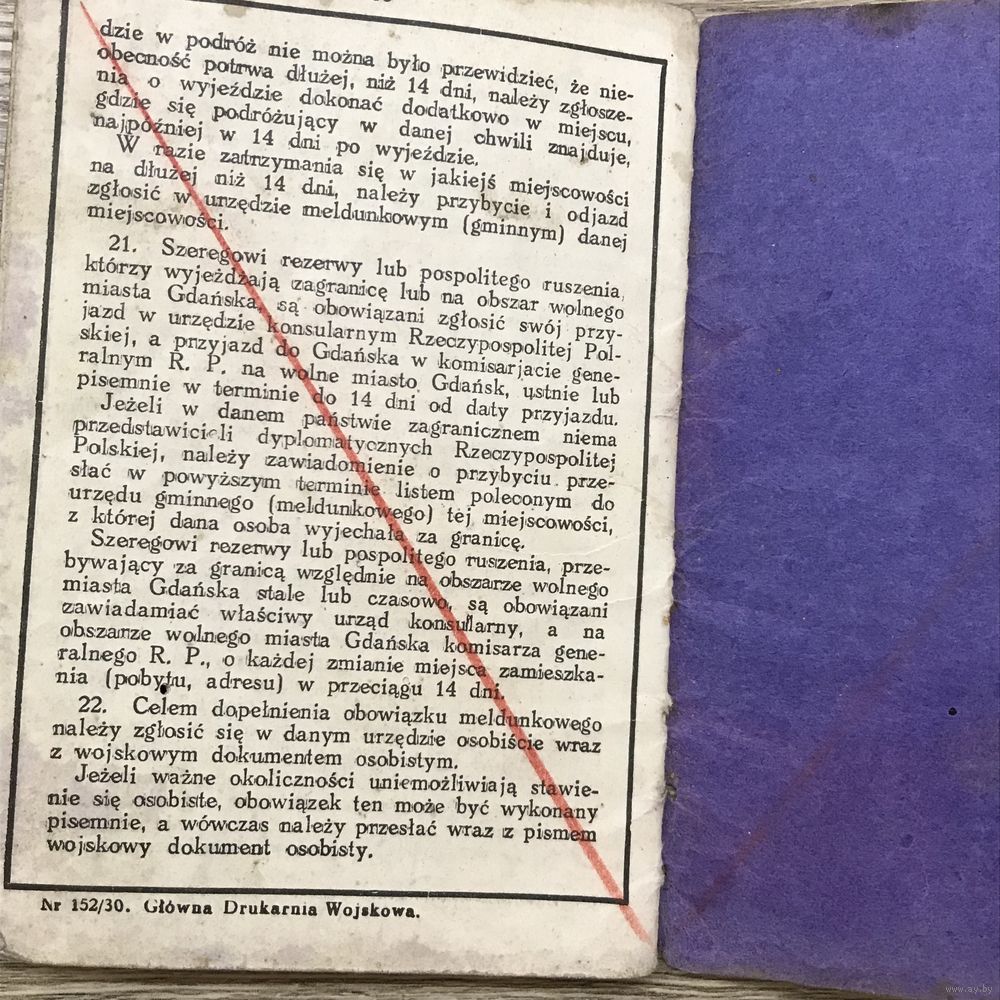 dzie w podróż nie można było przewidzieć, że nie-
obecność potrwa dłużej, niż 14 dni, należy zgłosze-
nia o wyjeździe dokonać dodatkowo w miejscu,
gdzie się podróżujący w danej chwili znajduje,
najpóźniej w 14 dni po wyjeździe.
W razie zatrzymania się w jakiejś miejscowości
na dłużej niż 14 dni, należy przybycie i odjazd
zgłosić w urzędzie meldunkowym (gminnym) danej
miejscowości.
21. Szeregowi rezerwy lub pospolitego ruszenia,
którzy wyjeżdżają zagranicę lub na obszar wolnego
miasta Gdańska, są obowiązani zgłosić swój przy-
jazd w urzędzie konsularnym Rzeczypospolitej Pol-
skiej, a przyjazd do Gdańska w komisarjacie gene-
ralnym R. P. na wolne miasto Gdańsk, ustnie lub
pisemnie w terminie do 14 dni od daty przyjazdu.
Jeżeli w danem państwie zagranicznem niema
przedstawicieli dyplomatycznych Rzeczypospolitej
Polskiej, należy zawiadomienie o przybyciu prze-
słać w powyższym terminie listem poleconym do
urzędu gminnego (meldunkowego) tej miejscowości,
z której dana osoba wyjechała za granicę.
Szeregowi rezerwy lub pospolitego ruszenia, prze-
bywający za granicą względnie na obszarze wolnego
miasta Gdańska stale lub czasowo, są obowiązani
zawiadamiać właściwy urząd konsularny, a na
obszarze wolnego miasta Gdańska komisarza gene-
ralnego R. P., o każdej zmianie miejsca zamieszka-
nia (pobytu, adresu) w przeciągu 14 dni.
22. Celem dopełnienia obowiązku meldunkowego
należy zgłosić się w danym urzędzie osobiście wraz
z wojskowym dokumentem osobistym.
Jeżeli ważne okoliczności uniemożliwiają stawie-
nie się osobiste, obowiązek ten może być wykonany
pisemnie, a wówczas należy przesłać wraz z pismem
wojskowy dokument osobisty.
Nr 152/30. Główna Drukarnia Wojskowa.
www.ay.by